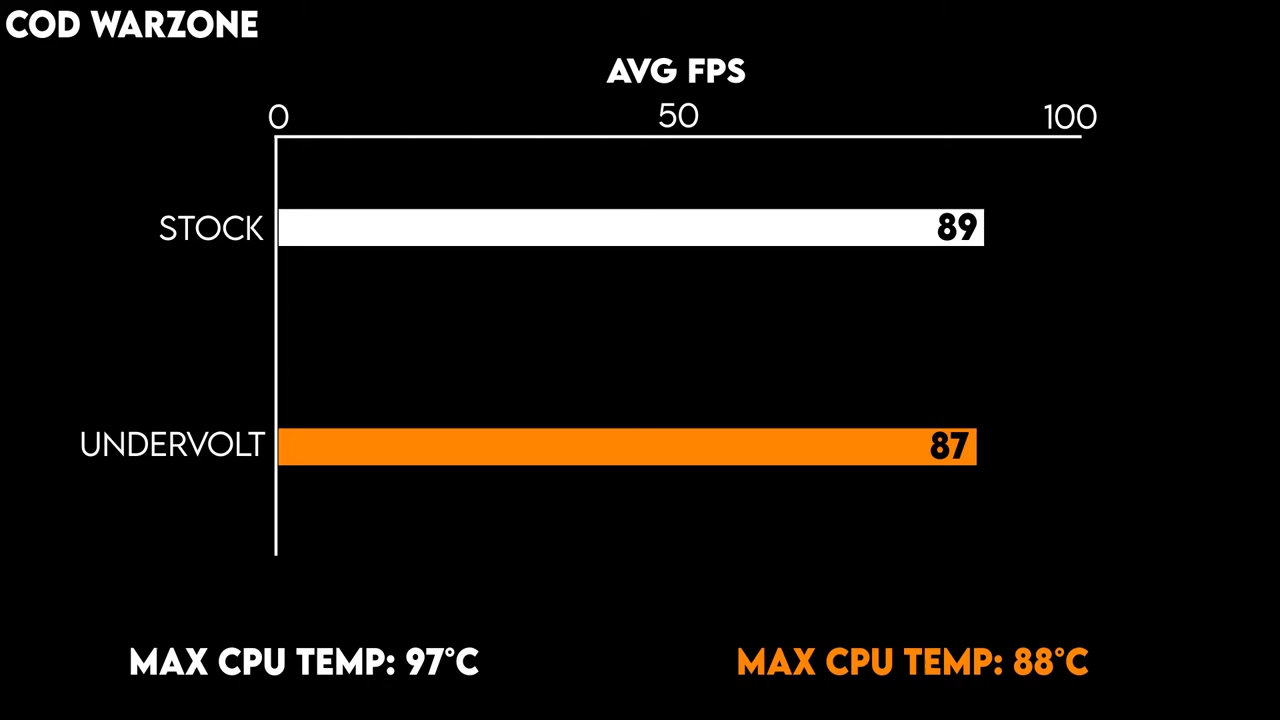 COD WARZONE
AVG FPS
0 50 100
STOCK 89
UNDERVOLT 87
MAX CPU TEMP: 97°C MAX CPU TEMP: 88°C